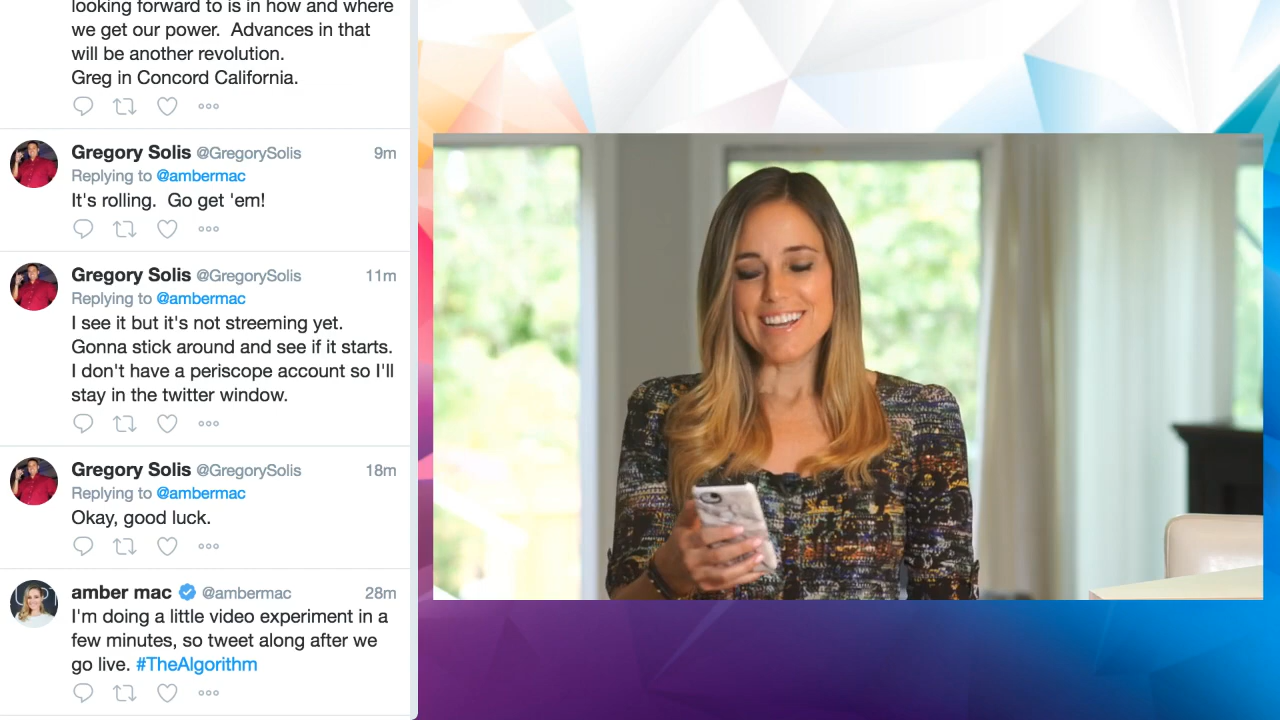 looking forward to is in how and where
we get our power.  Advances in that
will be another revolution.
Greg in Concord California.
Gregory Solis @GregorySolis 9m
Replying to @ambermac
It's rolling.  Go get 'em!
Gregory Solis @GregorySolis 11m
Replying to @ambermac
I see it but it's not streeming yet.
Gonna stick around and see if it starts.
I don't have a periscope account so I'll
stay in the twitter window.
Gregory Solis @GregorySolis 18m
Replying to @ambermac
Okay, good luck.
amber mac @ambermac 28m
I'm doing a little video experiment in a
few minutes, so tweet along after we
go live. #TheAlgorithm